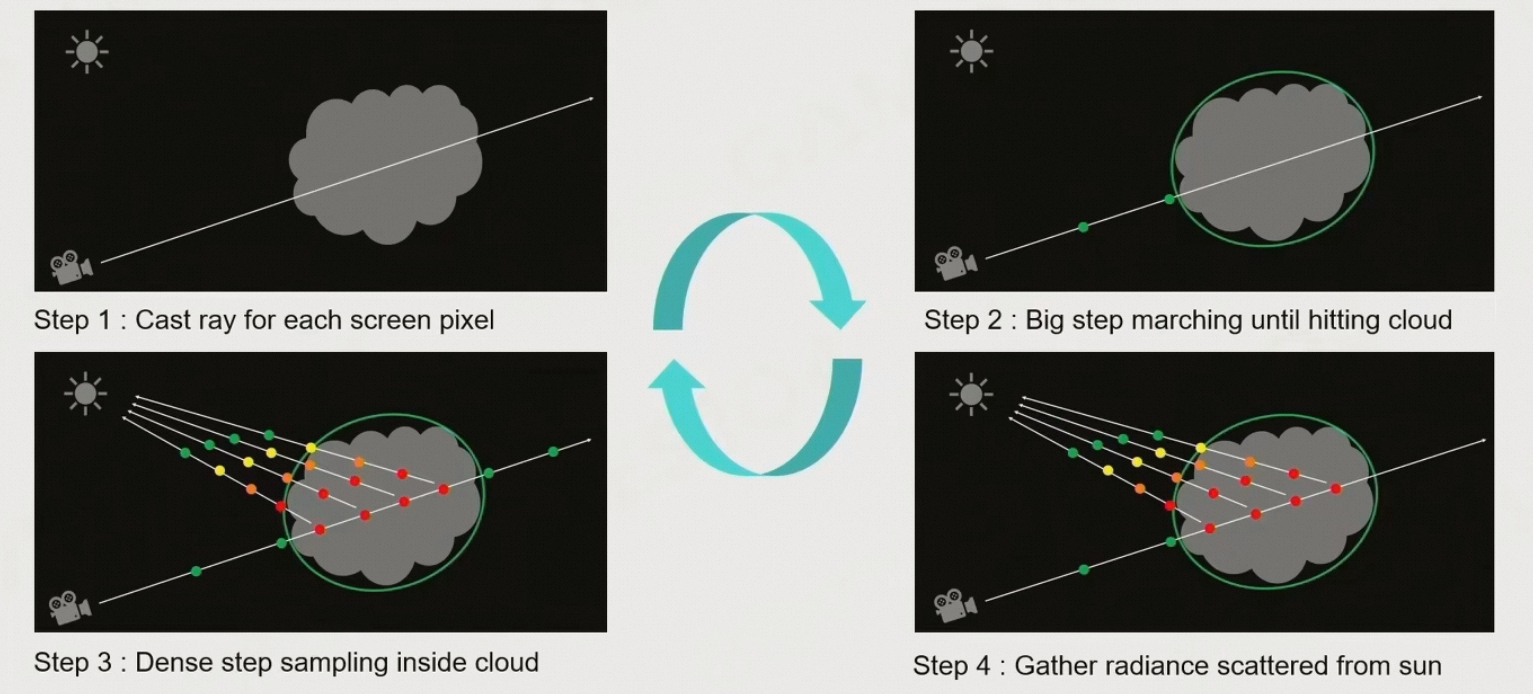 Step 1 : Cast ray for each screen pixel
Step 2 : Big step marching until hitting cloud
Step 3 : Dense step sampling inside cloud
Step 4 : Gather radiance scattered from sun